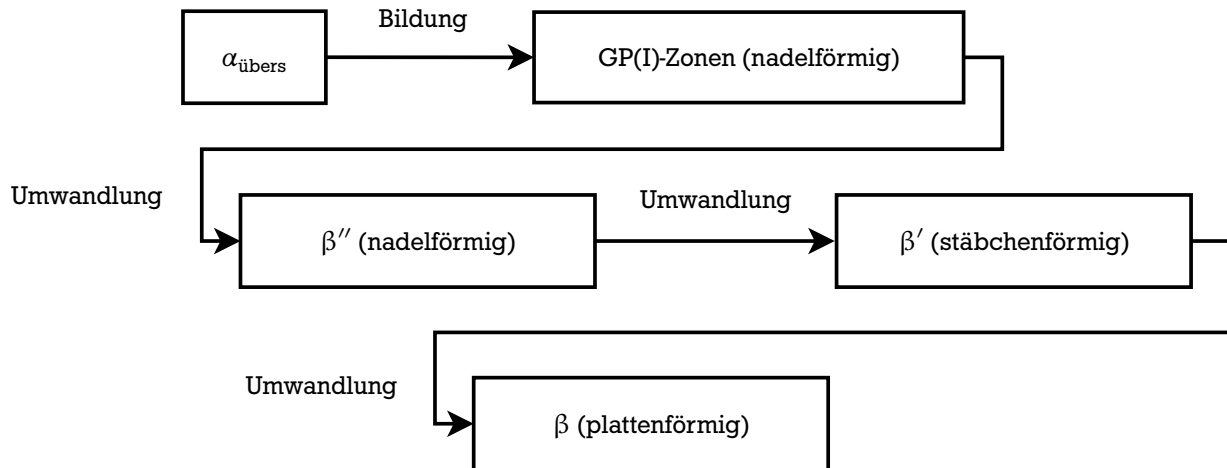 Bildung
α_übers
GP(I)-Zonen (nadelförmig)
Umwandlung
β″ (nadelförmig)
Umwandlung
β′ (stäbchenförmig)
Umwandlung
β (plattenförmig)